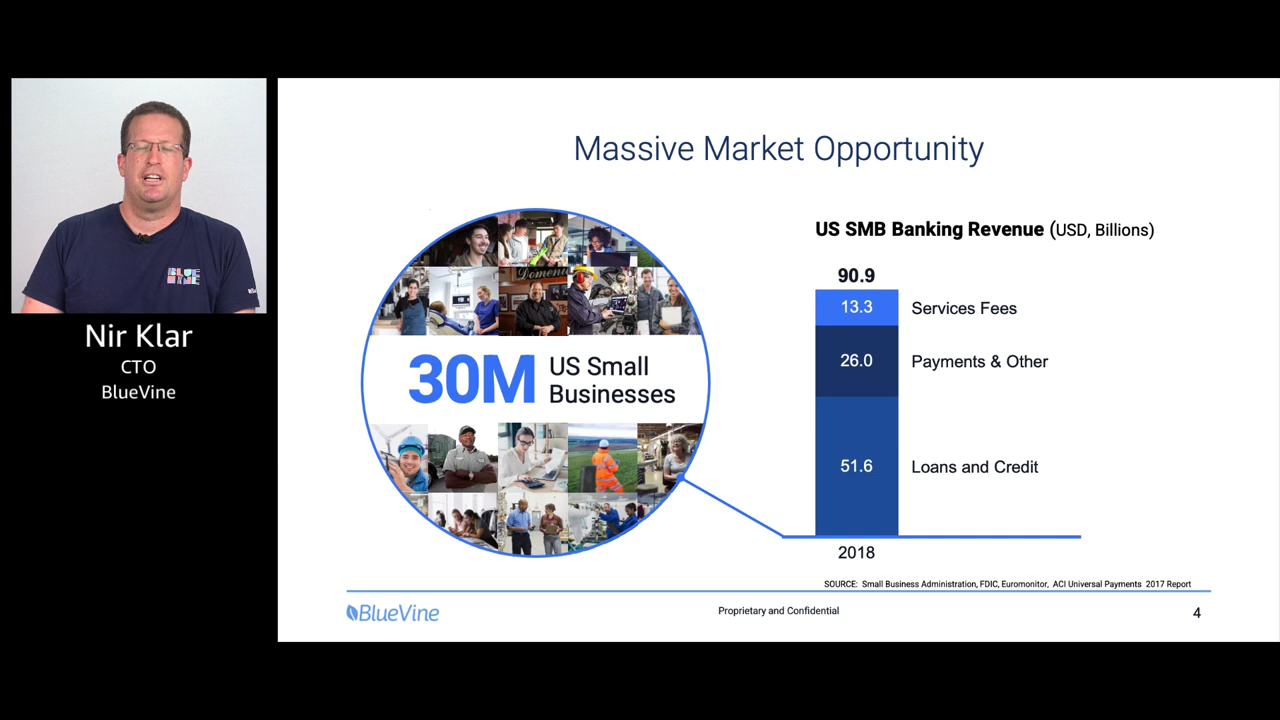 BLUE
VINE
Nir Klar
CTO
BlueVine
Massive Market Opportunity
30M US Small
Businesses
US SMB Banking Revenue (USD, Billions)
90.9
13.3 Services Fees
26.0 Payments & Other
51.6 Loans and Credit
2018
SOURCE: Small Business Administration, FDIC, Euromonitor, ACI Universal Payments 2017 Report
BlueVine
Proprietary and Confidential
4